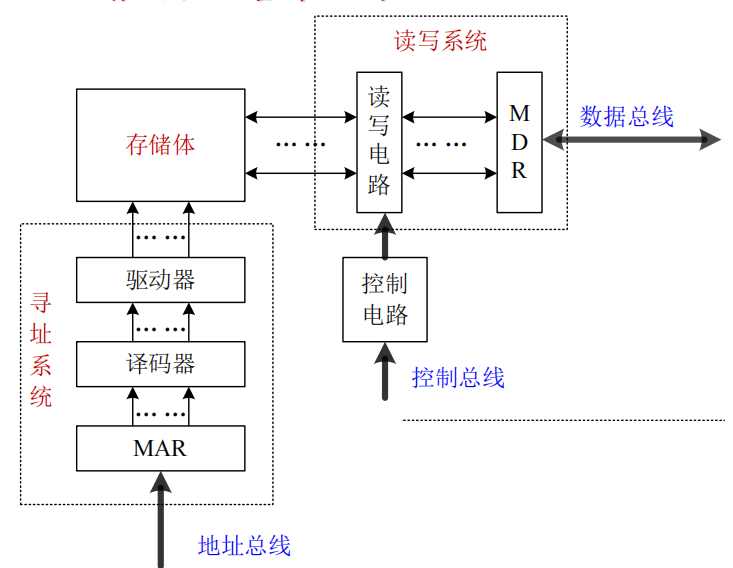 读写系统
读写电路
MDR
数据总线
存储体
… …
… …
… …
驱动器
控制电路
寻址系统
… …
译码器
控制总线
… …
MAR
地址总线